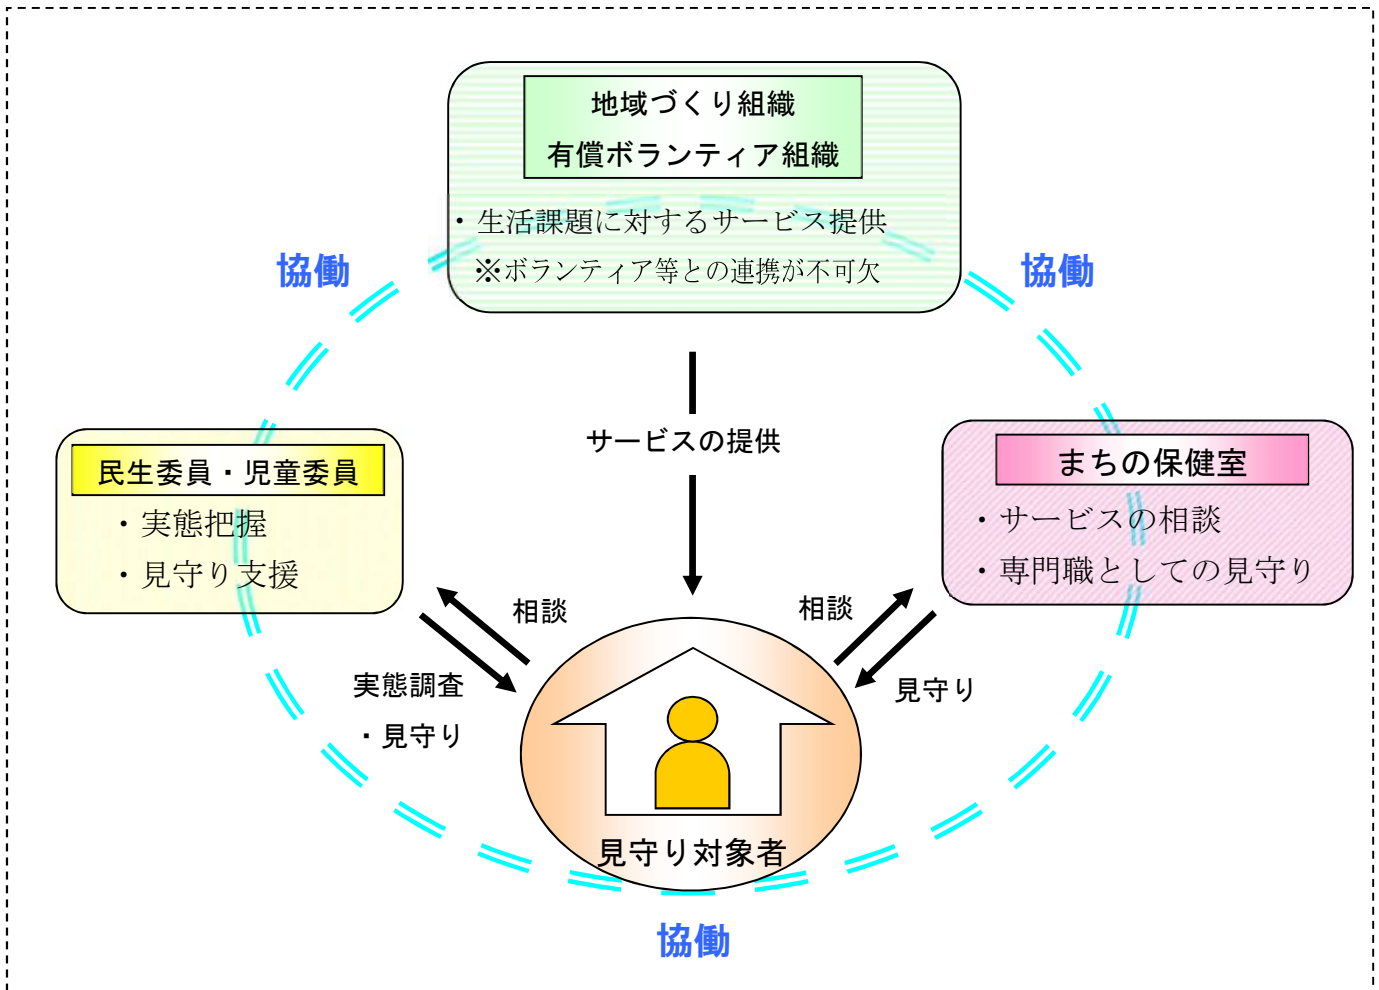 地域づくり組織
有償ボランティア組織
・生活課題に対するサービス提供
※ボランティア等との連携が不可欠
協働
協働
サービスの提供
民生委員・児童委員
・実態把握
・見守り支援
まちの保健室
・サービスの相談
・専門職としての見守り
相談
実態調査
・見守り
相談
見守り
見守り対象者
協働